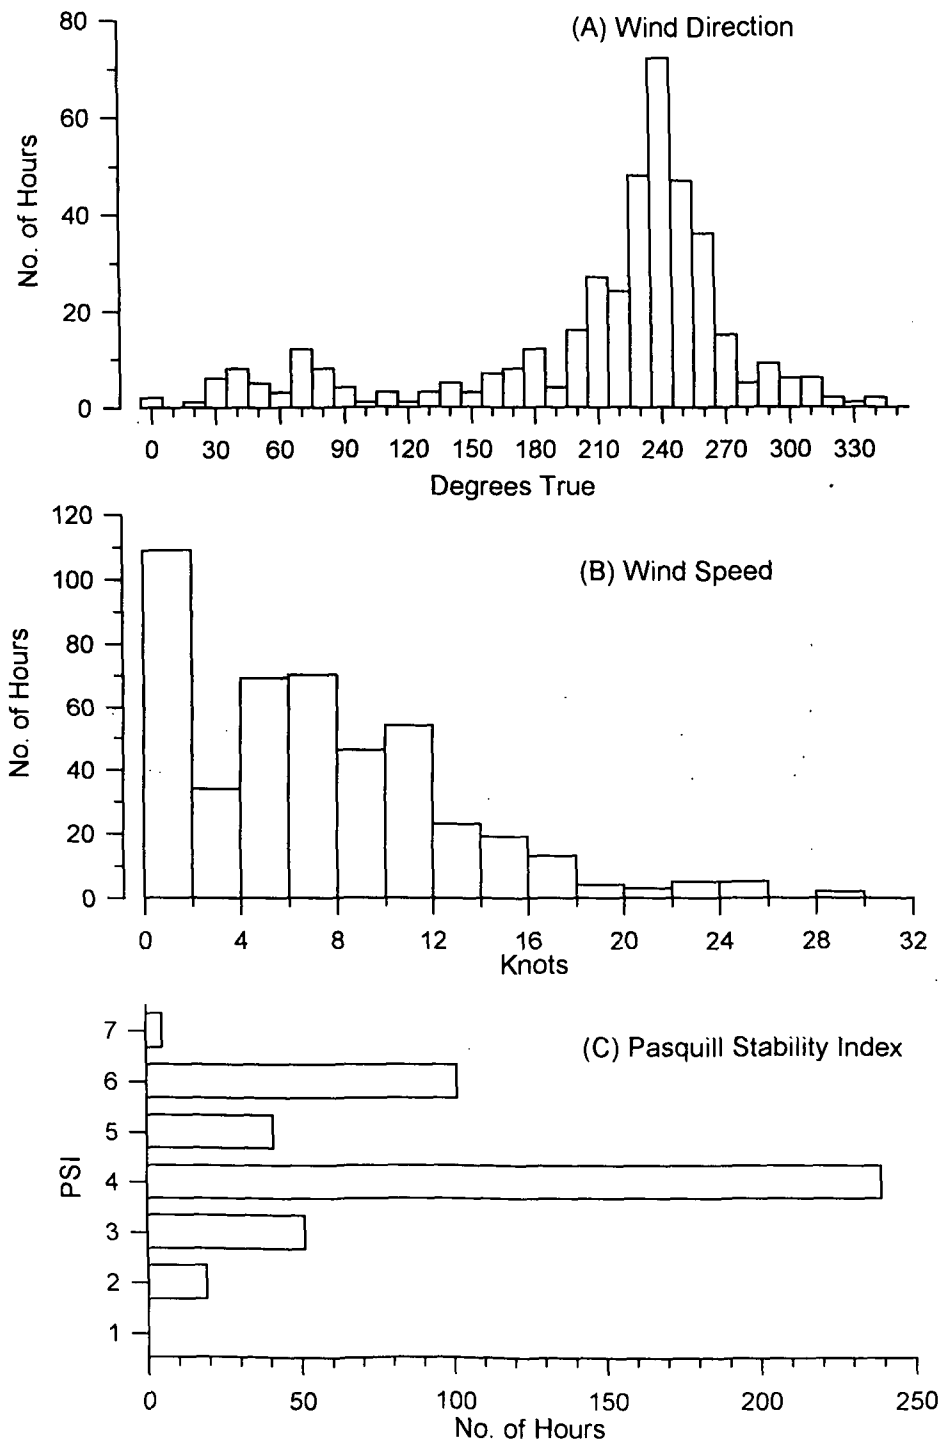 (A) Wind Direction
No. of Hours
80
60
40
20
0
0 30 60 90 120 150 180 210 240 270 300 330
Degrees True
(B) Wind Speed
No. of Hours
120
100
80
60
40
20
0
0 4 8 12 16 20 24 28 32
Knots
(C) Pasquill Stability Index
PSI
7
6
5
4
3
2
1
0 50 100 150 200 250
No. of Hours